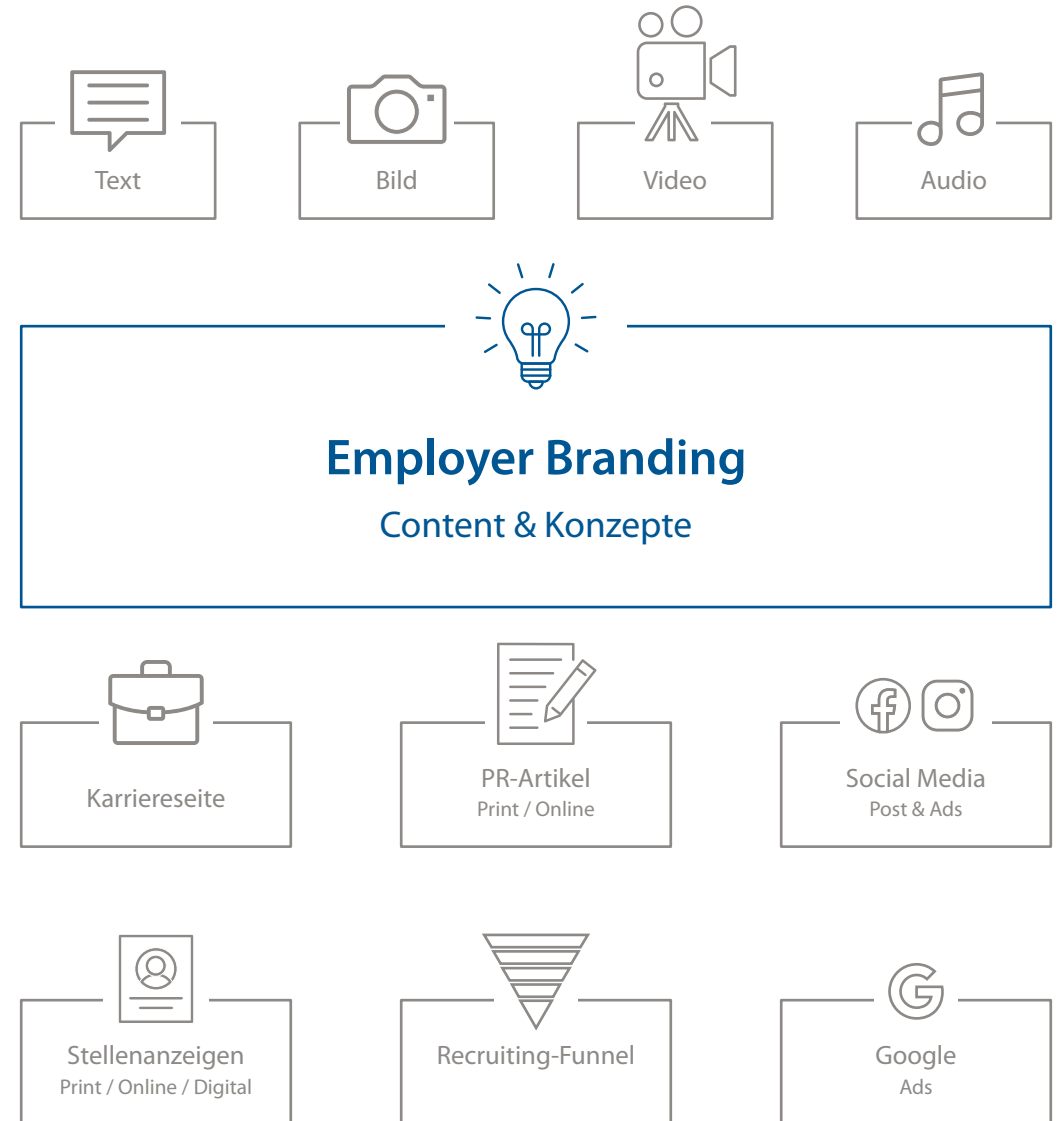 Text
Bild
Video
Audio
Employer Branding
Content & Konzepte
Karriereseite
PR-Artikel
Print / Online
Social Media
Post & Ads
Stellenanzeigen
Print / Online / Digital
Recruiting-Funnel
Google
Ads